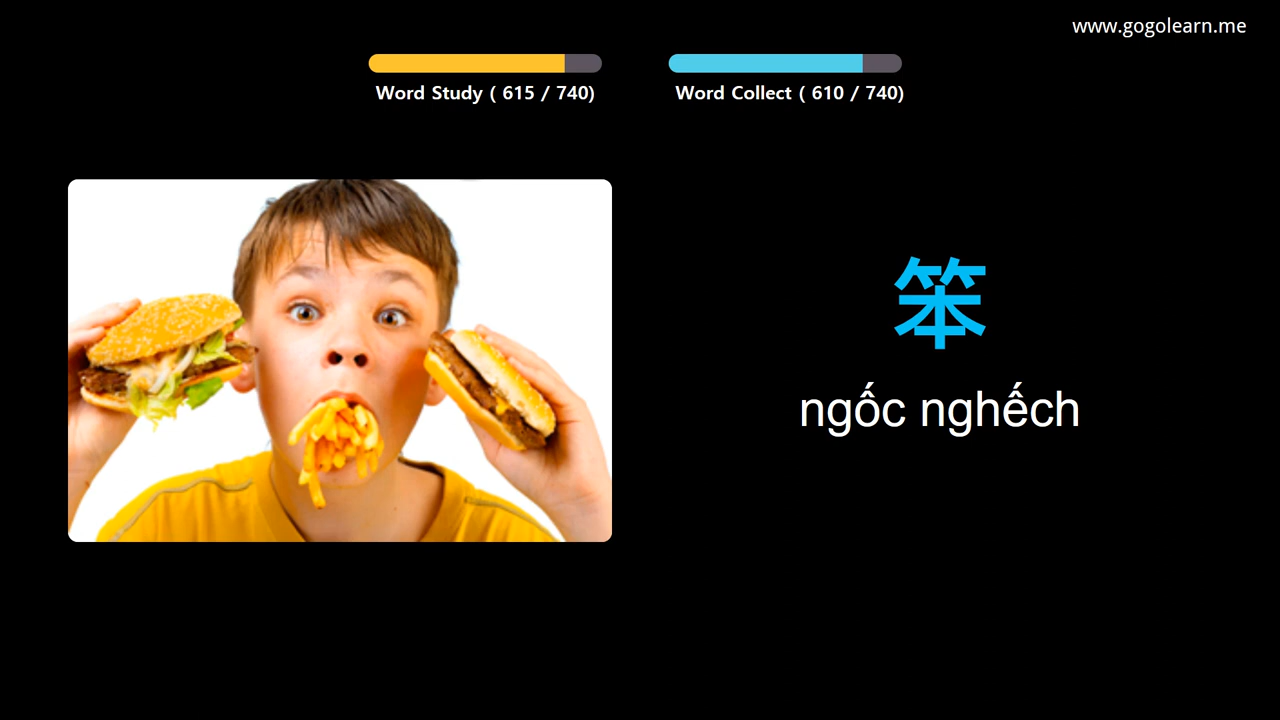 www.gogolearn.me
Word Study ( 615 / 740)
Word Collect ( 610 / 740)
笨
ngốc nghếch